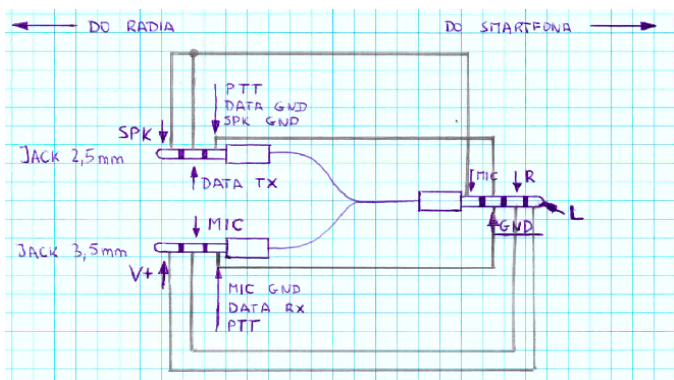 DO RADIA
DO SMARTFONA
PTT
DATA GND
SPK GND
SPK
JACK 2,5mm
DATA TX
MIC
R
L
GND
MIC
JACK 3,5mm
V+
MIC GND
DATA RX
PTT